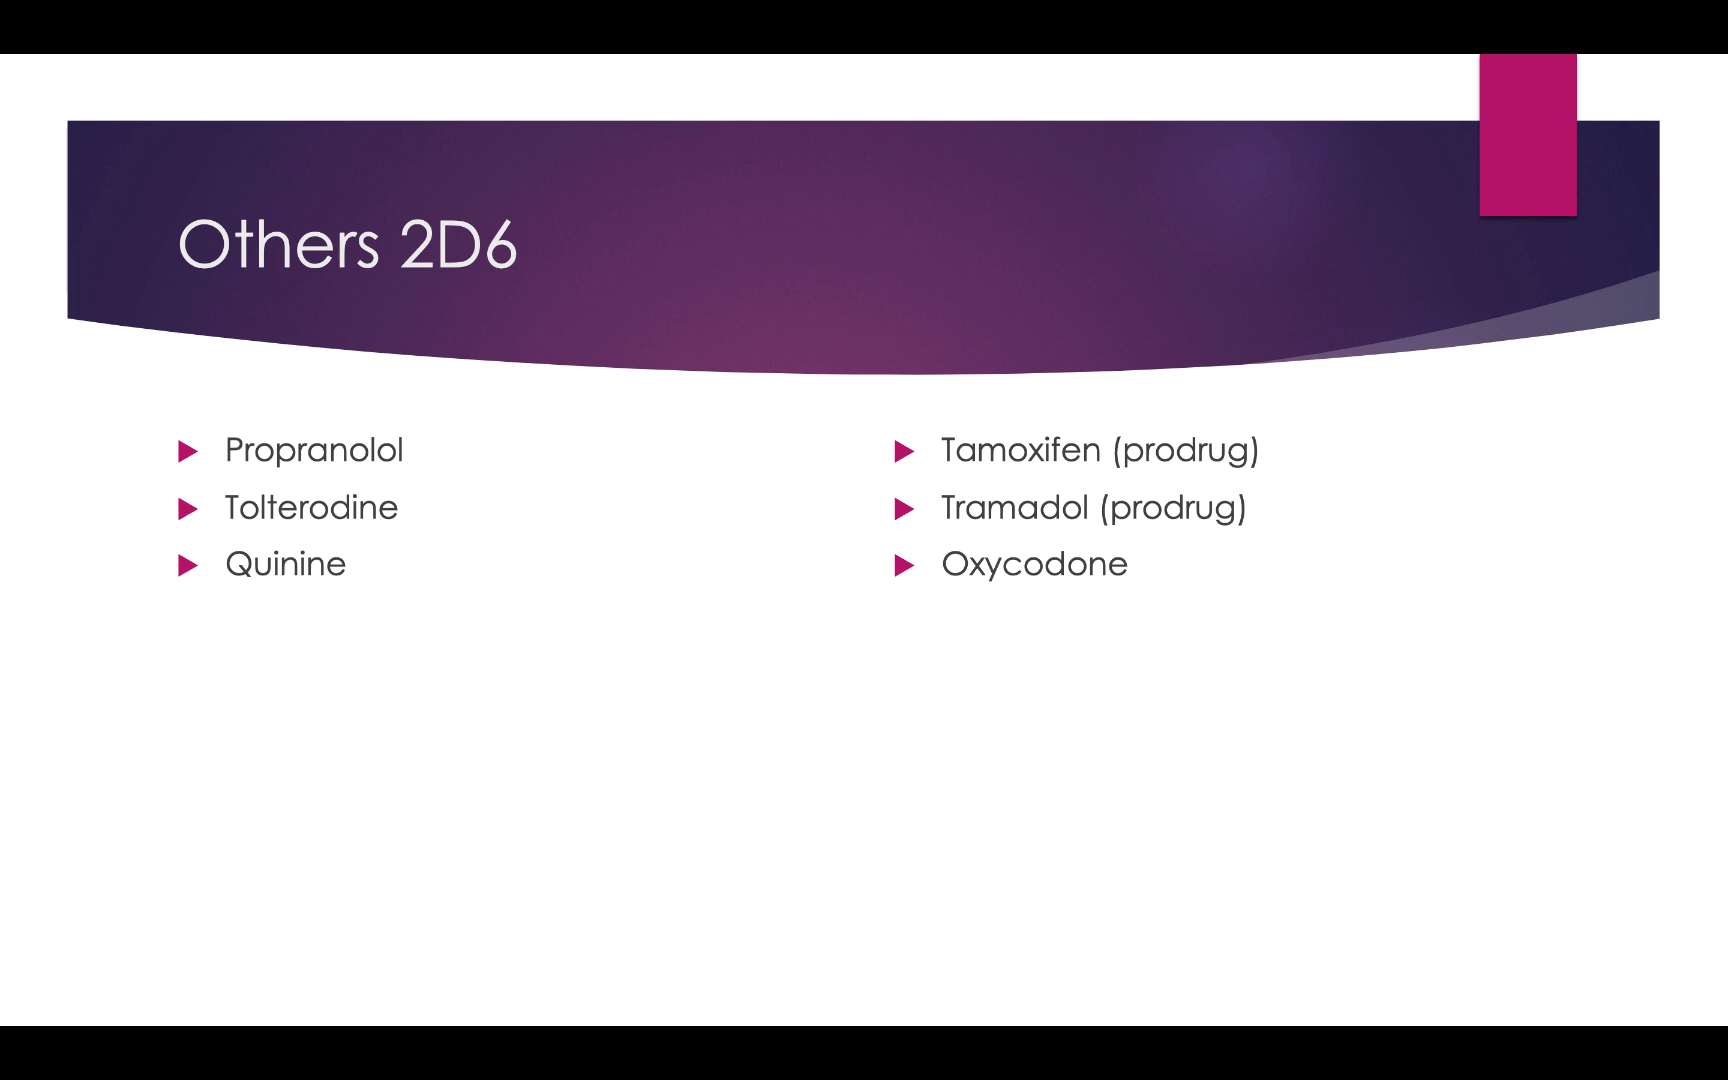 Others 2D6
Propranolol
Tolterodine
Quinine
Tamoxifen (prodrug)
Tramadol (prodrug)
Oxycodone